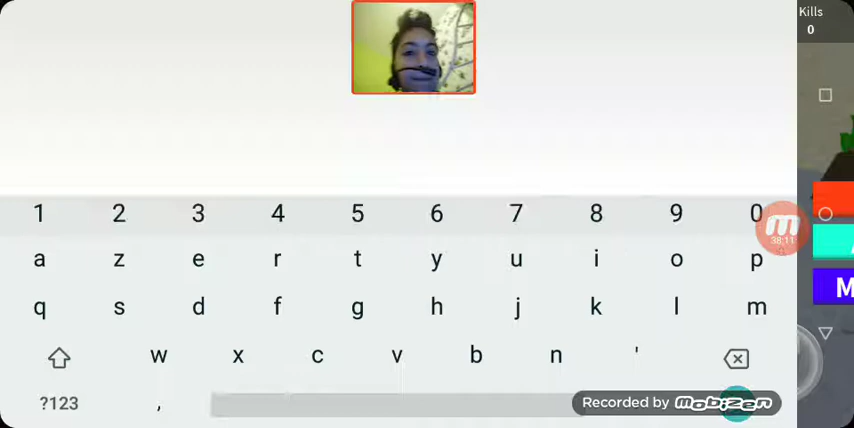 Kills
0
1 2 3 4 5 6 7 8 9 0
38:11
a z e r t y u i o p
q s d f g h j k l m
M
w x c v b n '
?123 ,
Recorded by mobizen